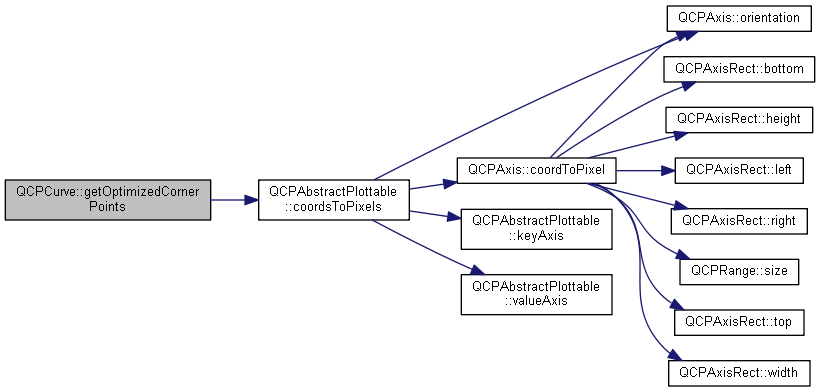 QCPCurve::getOptimizedCorner
Points
QCPAbstractPlottable
::coordsToPixels
QCPAxis::coordToPixel
QCPAbstractPlottable
::keyAxis
QCPAbstractPlottable
::valueAxis
QCPAxis::orientation
QCPAxisRect::bottom
QCPAxisRect::height
QCPAxisRect::left
QCPAxisRect::right
QCPRange::size
QCPAxisRect::top
QCPAxisRect::width